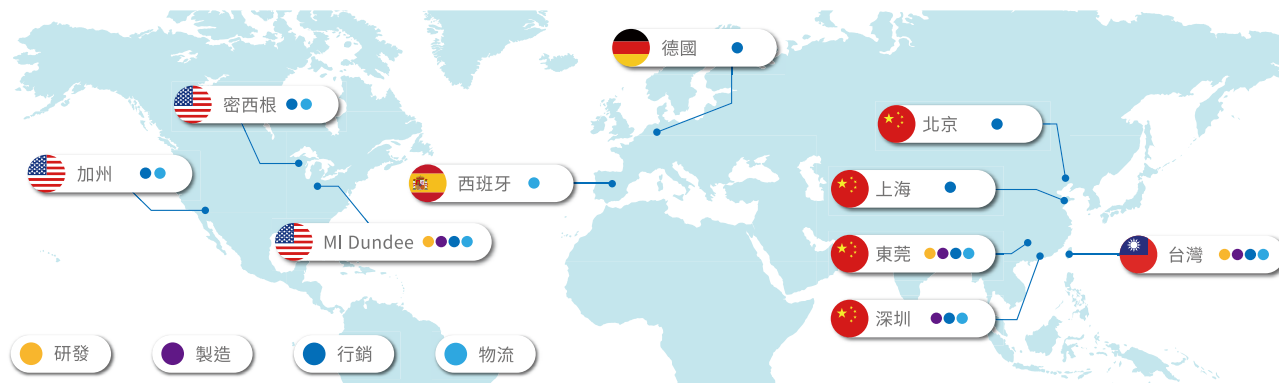 德國
密西根
北京
加州
西班牙
上海
MI Dundee
東莞
台灣
深圳
研發
製造
行銷
物流